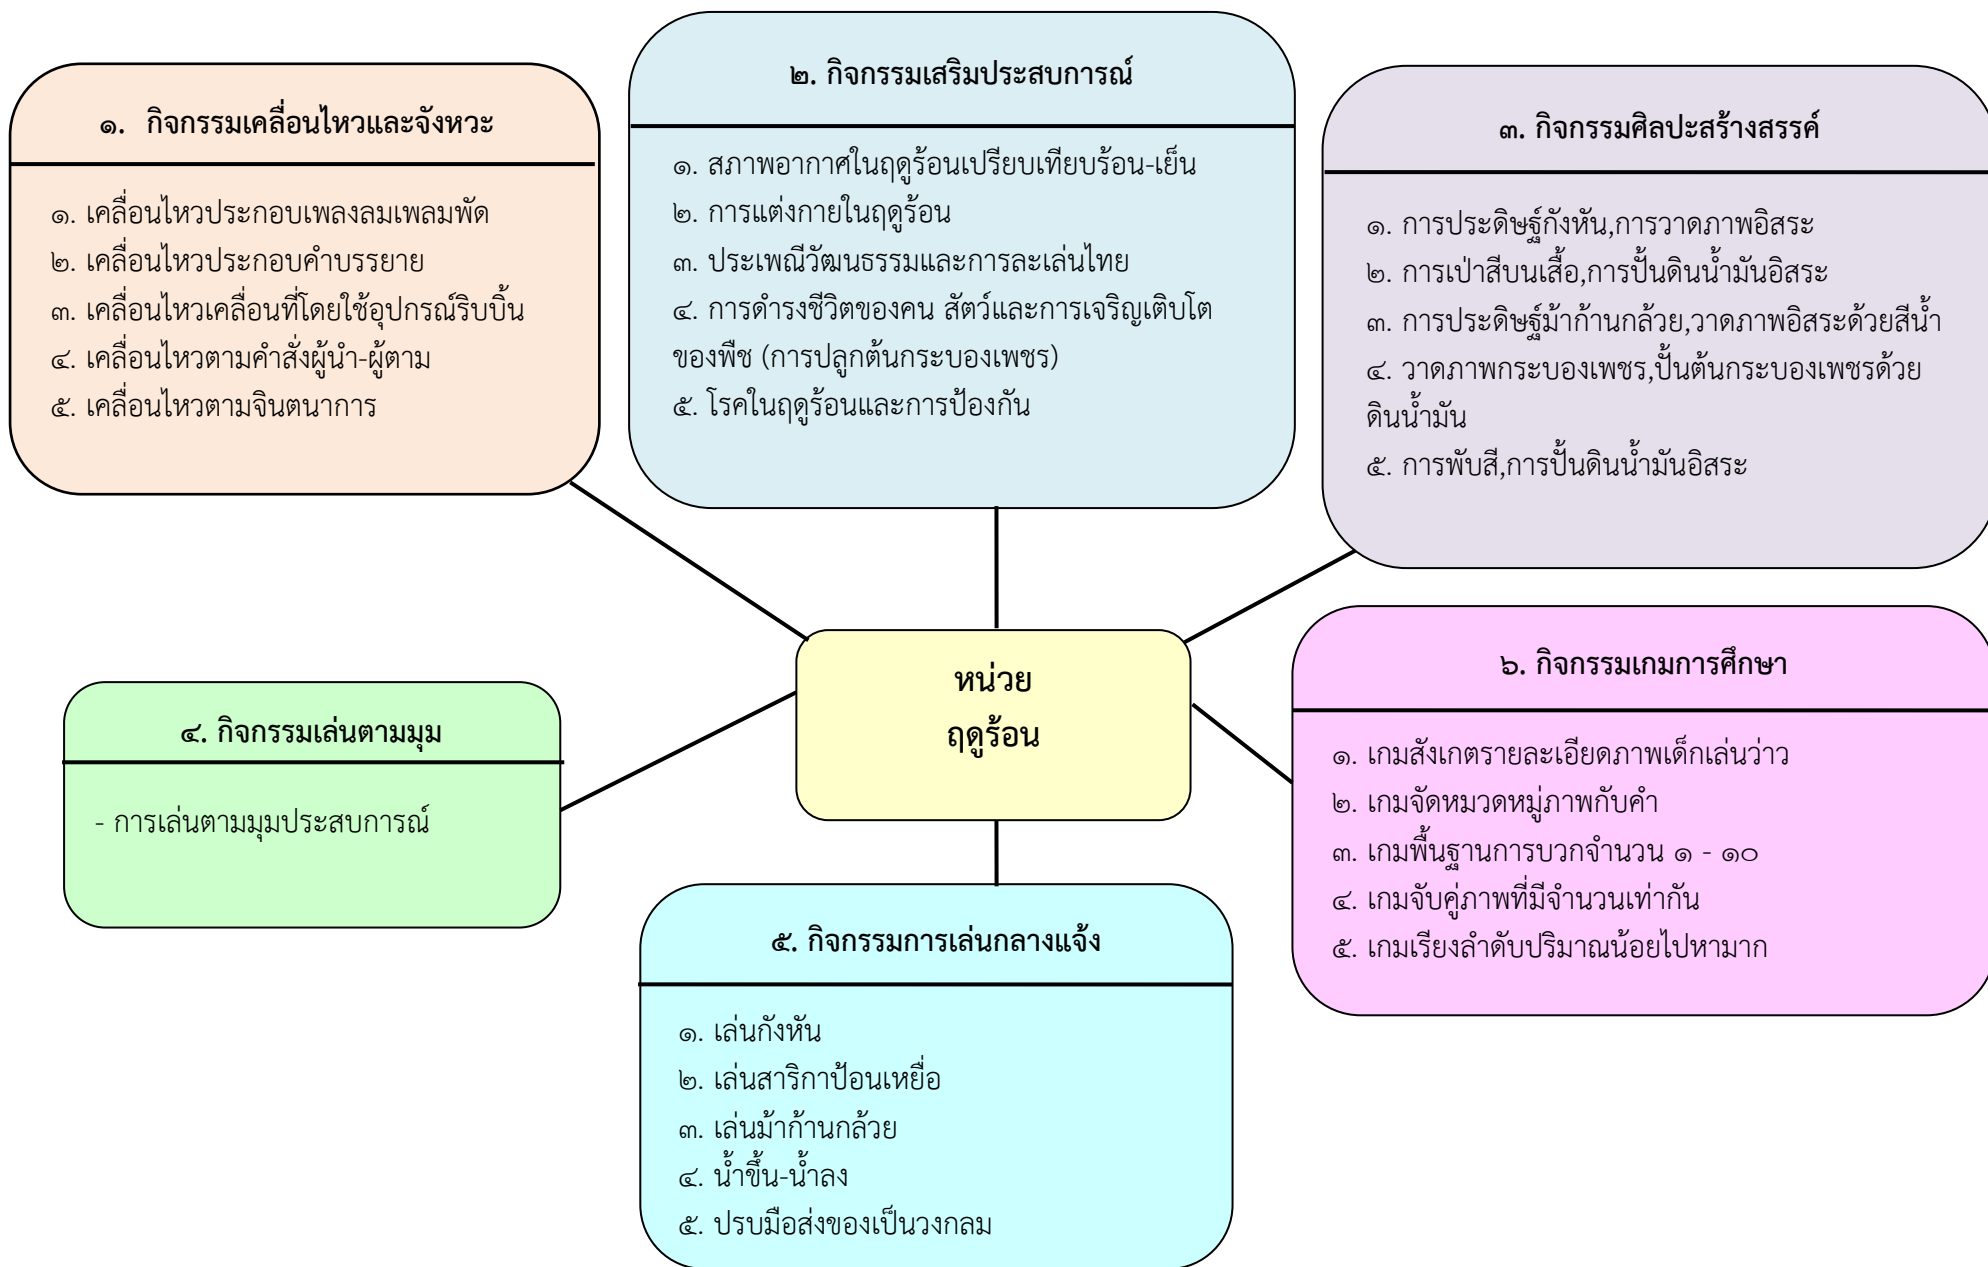 ๑. กิจกรรมเคลื่อนไหวและจังหวะ
๑. เคลื่อนไหวประกอบเพลงลมเพลมพัด
๒. เคลื่อนไหวประกอบคำบรรยาย
๓. เคลื่อนไหวเคลื่อนที่โดยใช้อุปกรณ์ริบบิ้น
๔. เคลื่อนไหวตามคำสั่งผู้นำ-ผู้ตาม
๕. เคลื่อนไหวตามจินตนาการ
๒. กิจกรรมเสริมประสบการณ์
๑. สภาพอากาศในฤดูร้อนเปรียบเทียบร้อน-เย็น
๒. การแต่งกายในฤดูร้อน
๓. ประเพณีวัฒนธรรมและการละเล่นไทย
๔. การดำรงชีวิตของคน สัตว์และการเจริญเติบโต
ของพืช (การปลูกต้นกระบองเพชร)
๕. โรคในฤดูร้อนและการป้องกัน
๓. กิจกรรมศิลปะสร้างสรรค์
๑. การประดิษฐ์กังหัน,การวาดภาพอิสระ
๒. การเป่าสีบนเสื้อ,การปั้นดินน้ำมันอิสระ
๓. การประดิษฐ์ม้าก้านกล้วย,วาดภาพอิสระด้วยสีน้ำ
๔. วาดภาพกระบองเพชร,ปั้นต้นกระบองเพชรด้วย
ดินน้ำมัน
๕. การพับสี,การปั้นดินน้ำมันอิสระ
หน่วย
ฤดูร้อน
๔. กิจกรรมเล่นตามมุม
- การเล่นตามมุมประสบการณ์
๕. กิจกรรมการเล่นกลางแจ้ง
๑. เล่นกังหัน
๒. เล่นสาริกาป้อนเหยื่อ
๓. เล่นม้าก้านกล้วย
๔. น้ำขึ้น-น้ำลง
๕. ปรบมือส่งของเป็นวงกลม
๖. กิจกรรมเกมการศึกษา
๑. เกมสังเกตรายละเอียดภาพเด็กเล่นว่าว
๒. เกมจัดหมวดหมู่ภาพกับคำ
๓. เกมพื้นฐานการบวกจำนวน ๑ - ๑๐
๔. เกมจับคู่ภาพที่มีจำนวนเท่ากัน
๕. เกมเรียงลำดับปริมาณน้อยไปหามาก